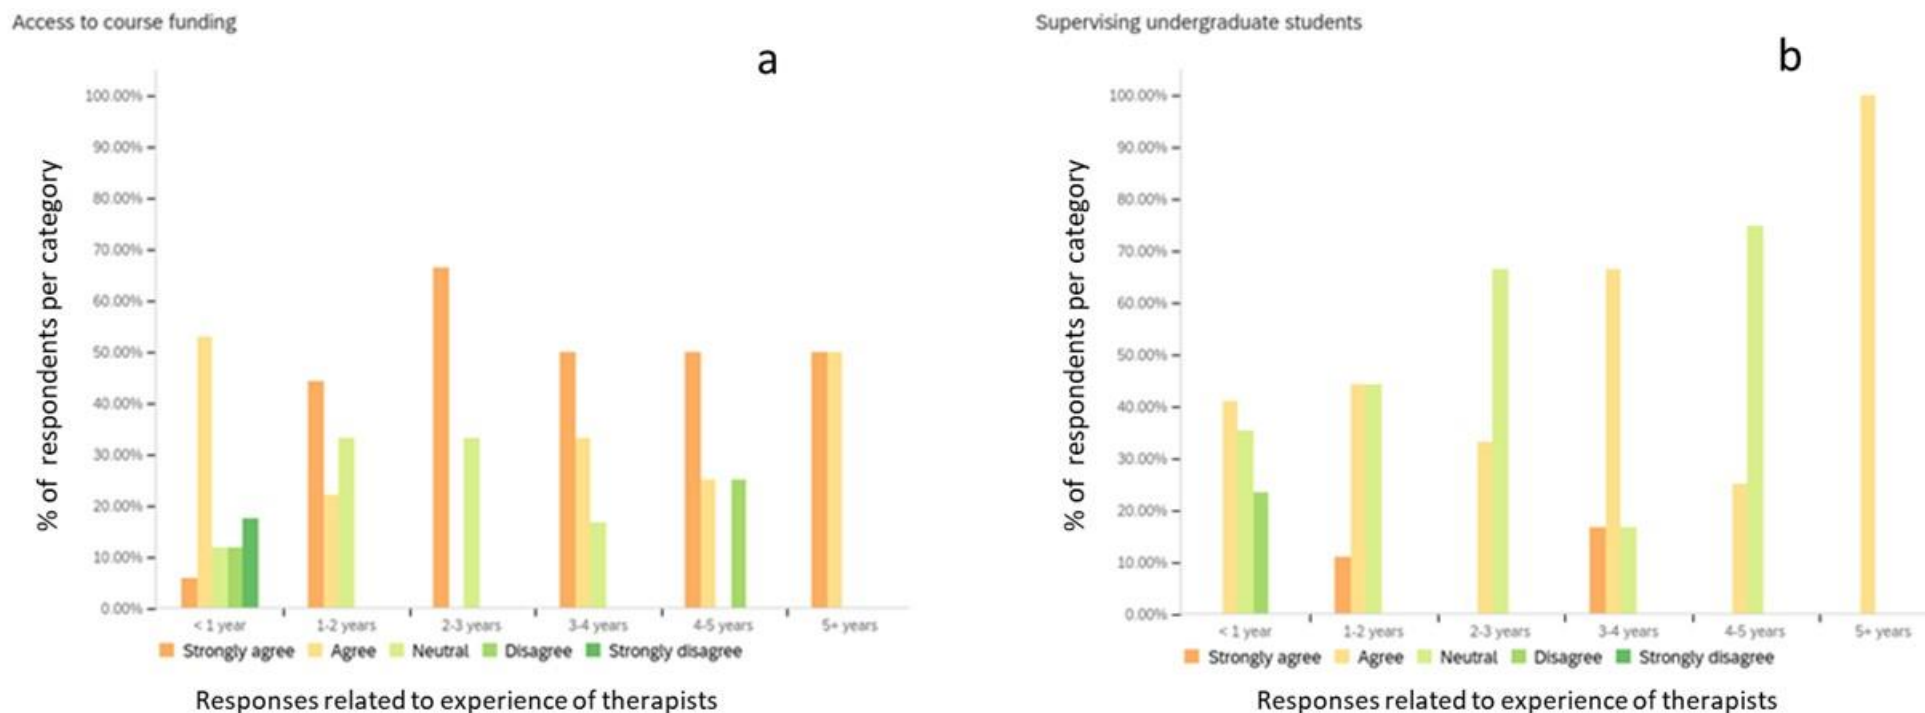 Access to course funding
a
% of respondents per category
100.00%
90.00%
80.00%
70.00%
60.00%
50.00%
40.00%
30.00%
20.00%
10.00%
0.00%
< 1 year 1-2 years 2-3 years 3-4 years 4-5 years 5+ years
Strongly agree Agree Neutral Disagree Strongly disagree
Responses related to experience of therapists
Supervising undergraduate students
b
% of respondents per category
100.00%
90.00%
80.00%
70.00%
60.00%
50.00%
40.00%
30.00%
20.00%
10.00%
0.00%
< 1 year 1-2 years 2-3 years 3-4 years 4-5 years 5+ years
Strongly agree Agree Neutral Disagree Strongly disagree
Responses related to experience of therapists